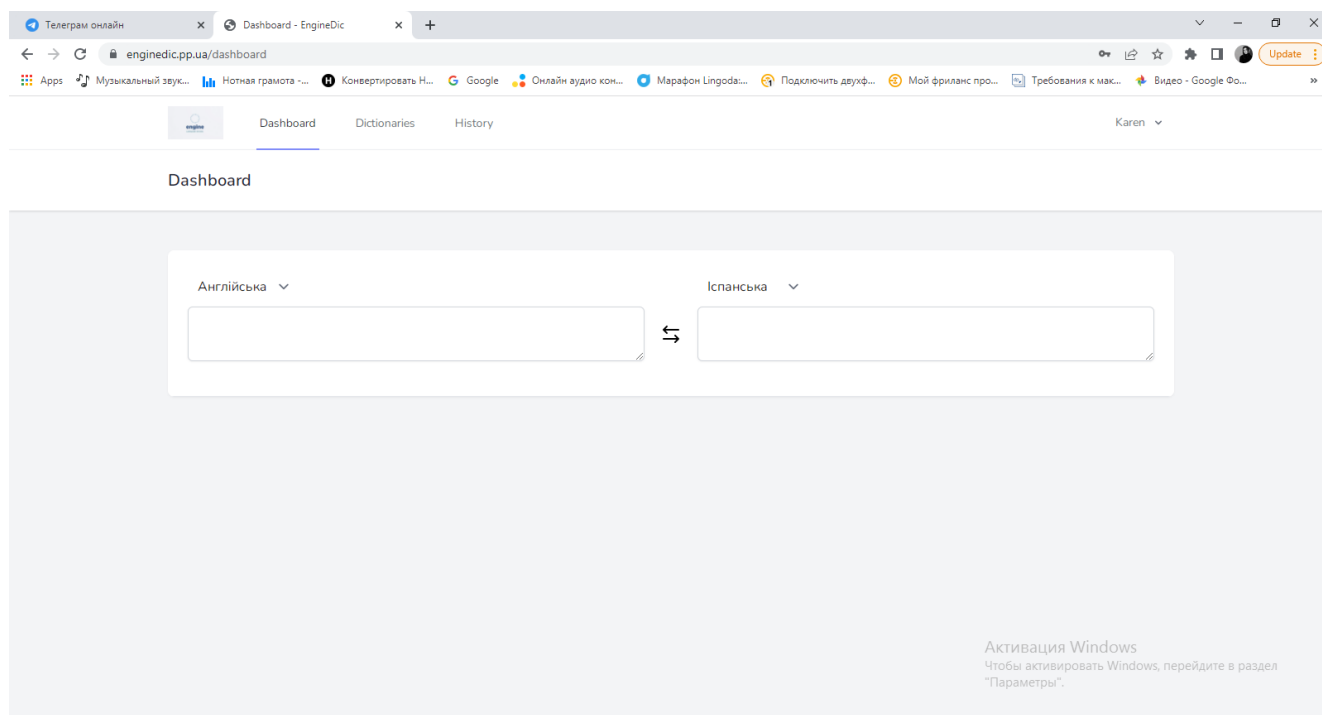 Телеграм онлайн
Dashboard - EngineDic
enginedic.pp.ua/dashboard
Update
Apps Музыкальный звук... Нотная грамота -... Конвертировать H... Google Онлайн аудио кон... Марафон Lingoda:... Подключить двухф... Мой фриланс про... Требования к мак... Видео - Google Фо... »
engine Dashboard Dictionaries History Karen
Dashboard
Англійська Іспанська
Активация Windows
Чтобы активировать Windows, перейдите в раздел
"Параметры".